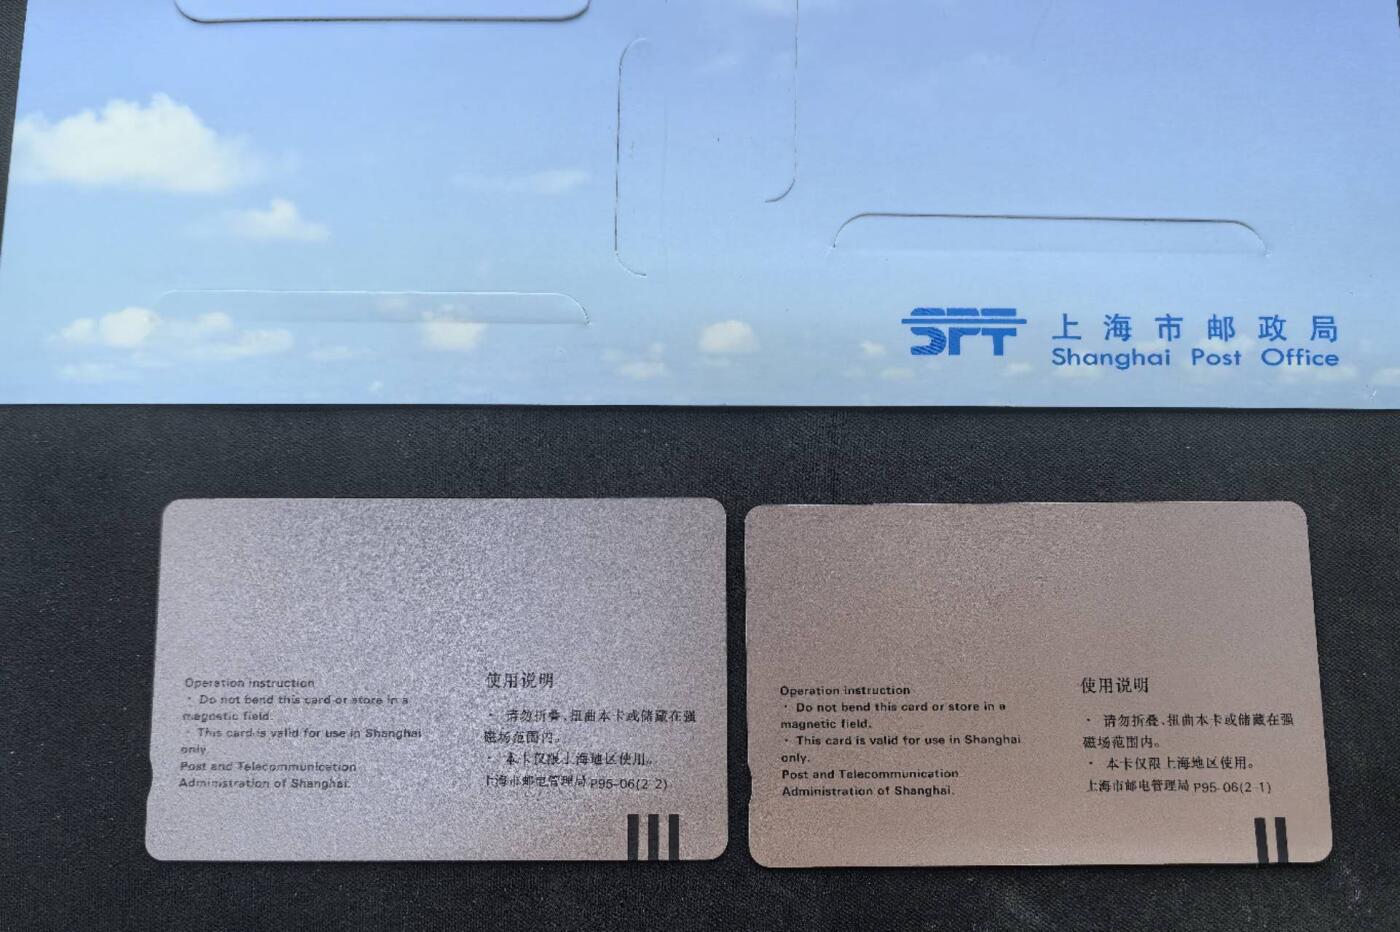 SPT
上海市邮政局
Shanghai Post Office
Operation instruction
· Do not bend this card or store in a
magnetic field.
· This card is valid for use in Shanghai
only.
Post and Telecommunication
Administration of Shanghai.
使用说明
· 请勿折叠、扭曲本卡或储藏在强
磁场范围内。
· 本卡仅限上海地区使用。
上海市邮电管理局 P95-06(2-2)
Operation instruction
· Do not bend this card or store in a
magnetic field.
· This card is valid for use in Shanghai
only.
Post and Telecommunication
Administration of Shanghai.
使用说明
· 请勿折叠、扭曲本卡或储藏在强
磁场范围内。
· 本卡仅限上海地区使用。
上海市邮电管理局 P95-06(2-1)